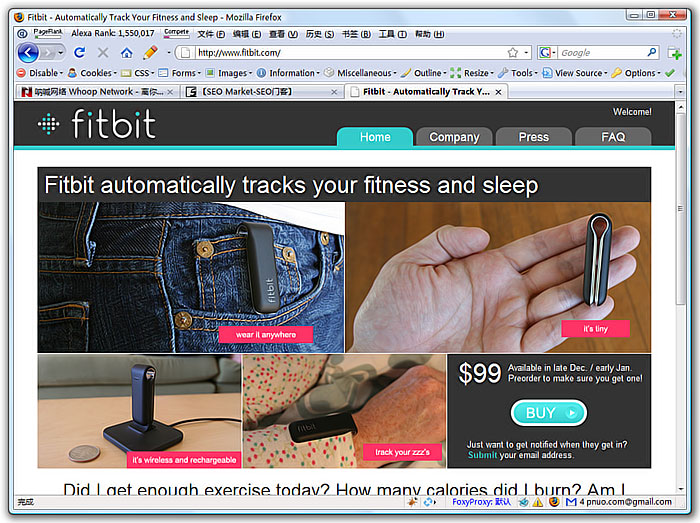 Fitbit - Automatically Track Your Fitness and Sleep - Mozilla Firefox
PageRank Alexa Rank: 1,550,017 Compete 文件(F) 编辑(E) 查看(V) 历史(S) 书签(B) 工具(T) 帮助(H)
http://www.fitbit.com/ Google
Disable Cookies CSS Forms Images Information Miscellaneous Outline Resize Tools View Source Options
呐喊网络 Whoop Network - 离你... 【SEO Market-SEO门客】 Fitbit - Automatically Track Y...
fitbit
Welcome!
Home Company Press FAQ
Fitbit automatically tracks your fitness and sleep
fitbit
wear it anywhere
it's tiny
it's wireless and rechargeable
fitbit
track your zzz's
$99
Available in late Dec. / early Jan.
Preorder to make sure you get one!
BUY
Just want to get notified when they get in?
Submit your email address.
Did I get enough exercise today? How many calories did I burn? Am I
完成 FoxyProxy: 默认 4 pnuo.com@gmail.com